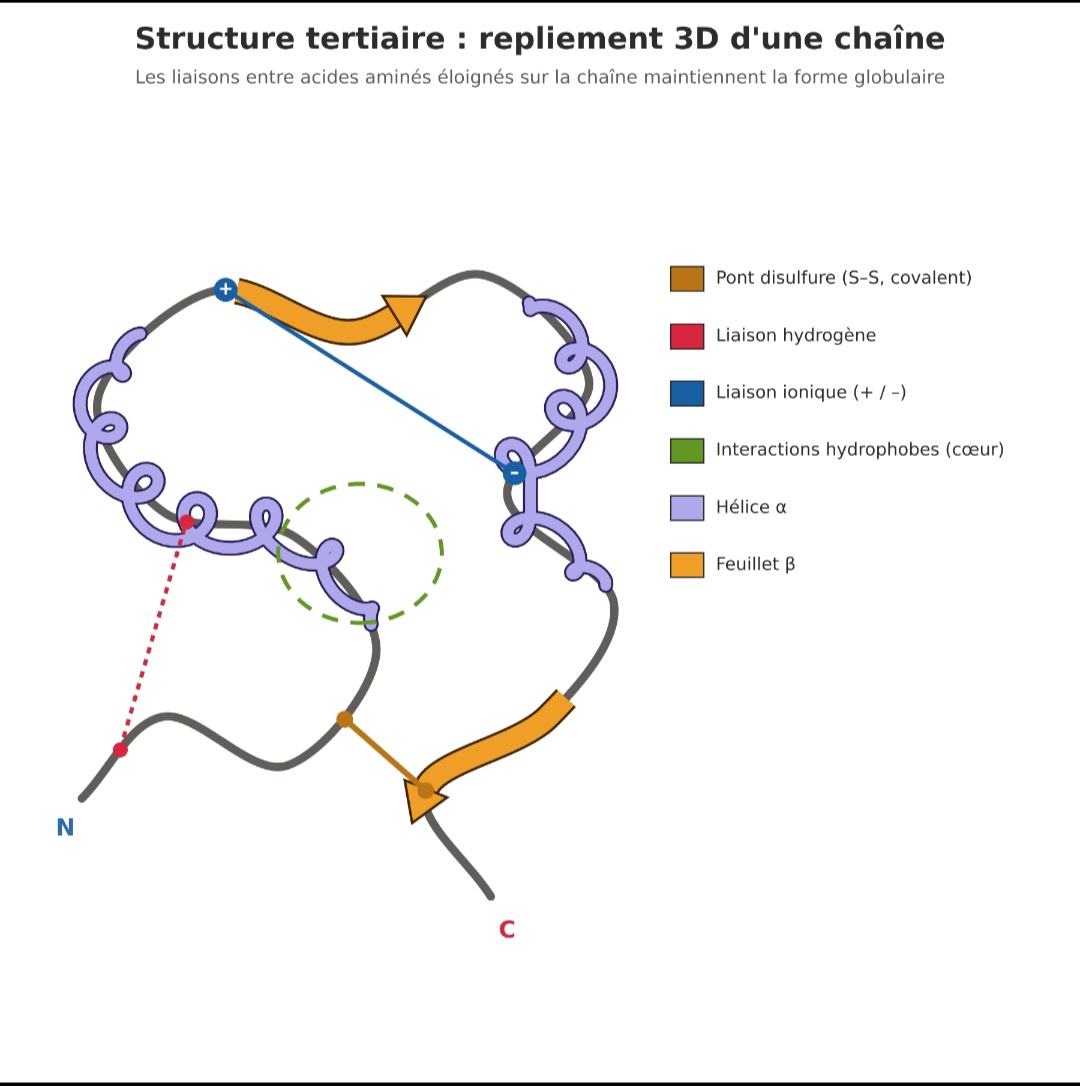 Structure tertiaire : repliement 3D d'une chaîne
Les liaisons entre acides aminés éloignés sur la chaîne maintiennent la forme globulaire
+
Pont disulfure (S–S, covalent)
Liaison hydrogène
Liaison ionique (+ / –)
Interactions hydrophobes (cœur)
–
Hélice α
Feuillet β
N
C